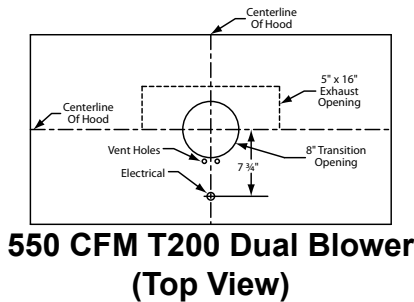 Centerline
Of Hood
5" x 16"
Exhaust
Opening
Centerline
Of Hood
Vent Holes
8" Transition
Opening
7 ¾"
Electrical
550 CFM T200 Dual Blower
(Top View)